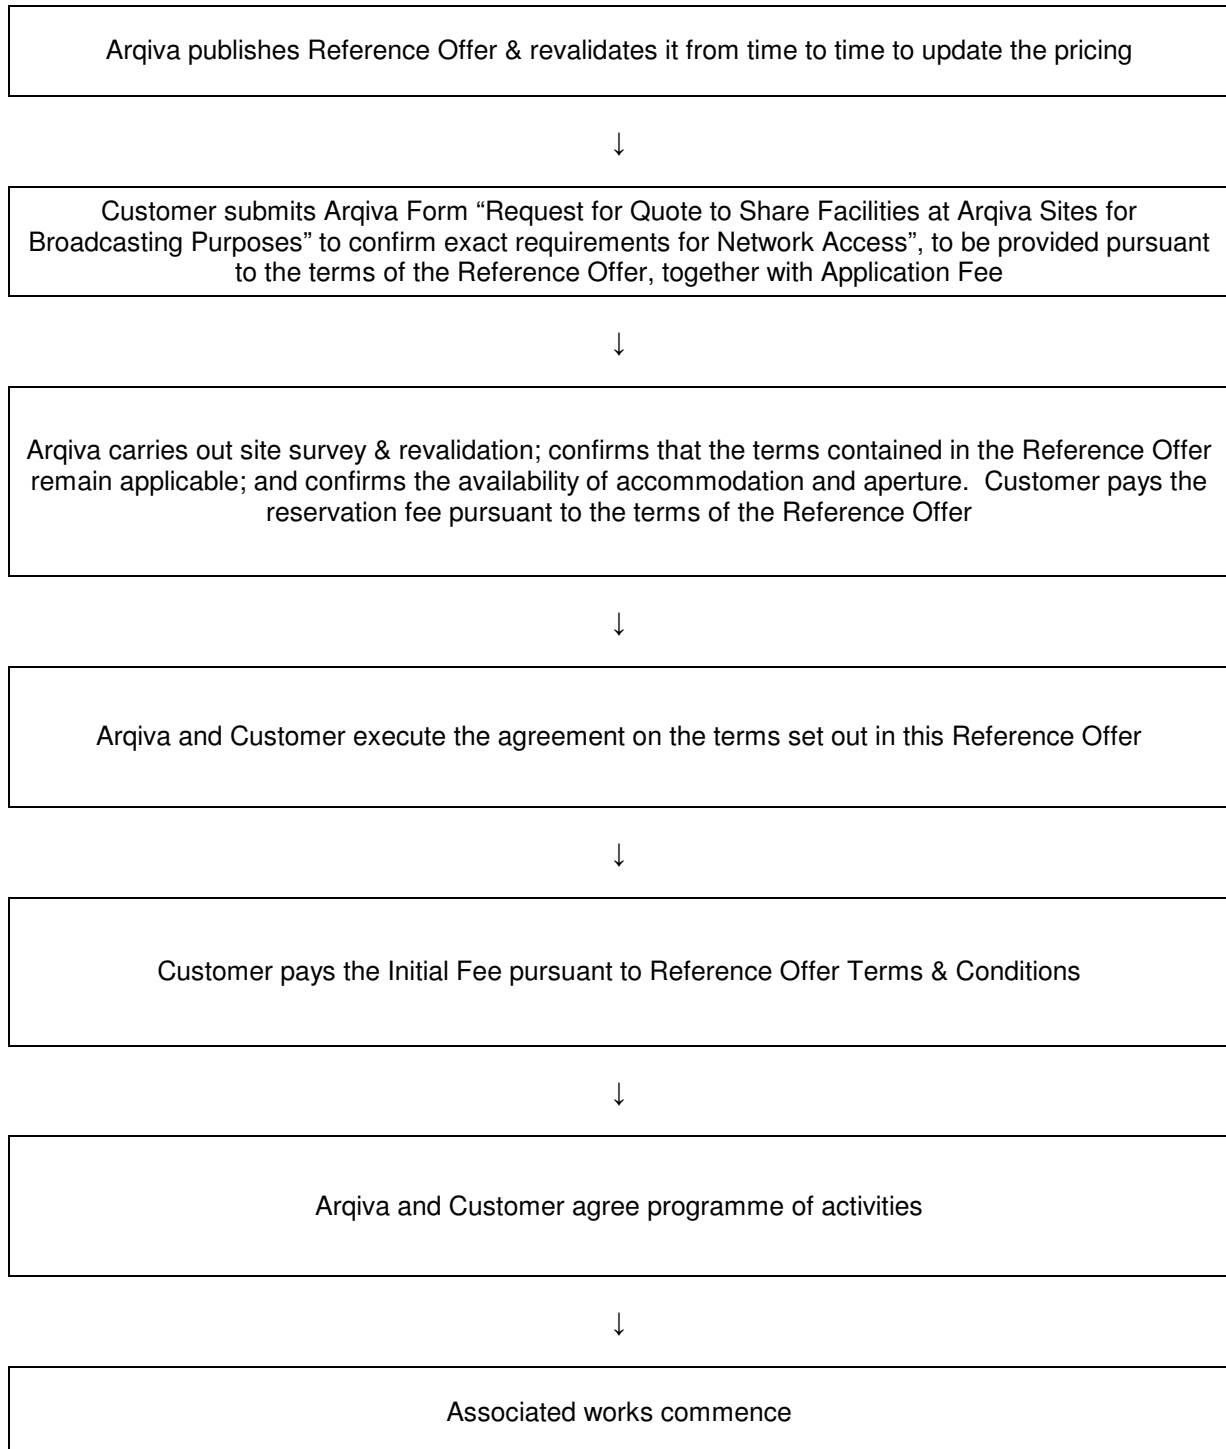 Arqiva publishes Reference Offer & revalidates it from time to time to update the pricing
↓
Customer submits Arqiva Form “Request for Quote to Share Facilities at Arqiva Sites for
Broadcasting Purposes” to confirm exact requirements for Network Access”, to be provided pursuant
to the terms of the Reference Offer, together with Application Fee
↓
Arqiva carries out site survey & revalidation; confirms that the terms contained in the Reference Offer
remain applicable; and confirms the availability of accommodation and aperture.  Customer pays the
reservation fee pursuant to the terms of the Reference Offer
↓
Arqiva and Customer execute the agreement on the terms set out in this Reference Offer
↓
Customer pays the Initial Fee pursuant to Reference Offer Terms & Conditions
↓
Arqiva and Customer agree programme of activities
↓
Associated works commence